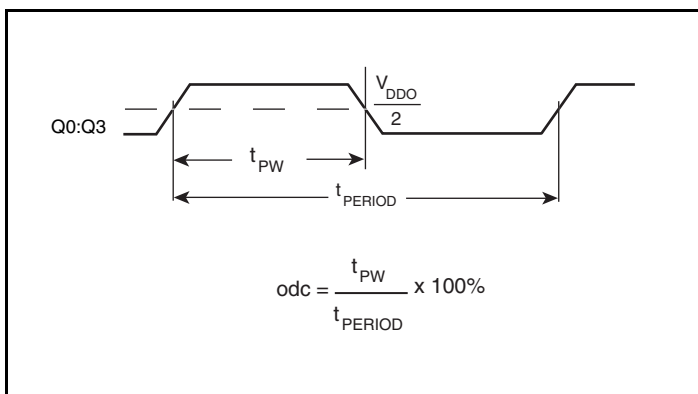 V_DDO
2
Q0:Q3
t_PW
t_PERIOD
odc = t_PW / t_PERIOD x 100%